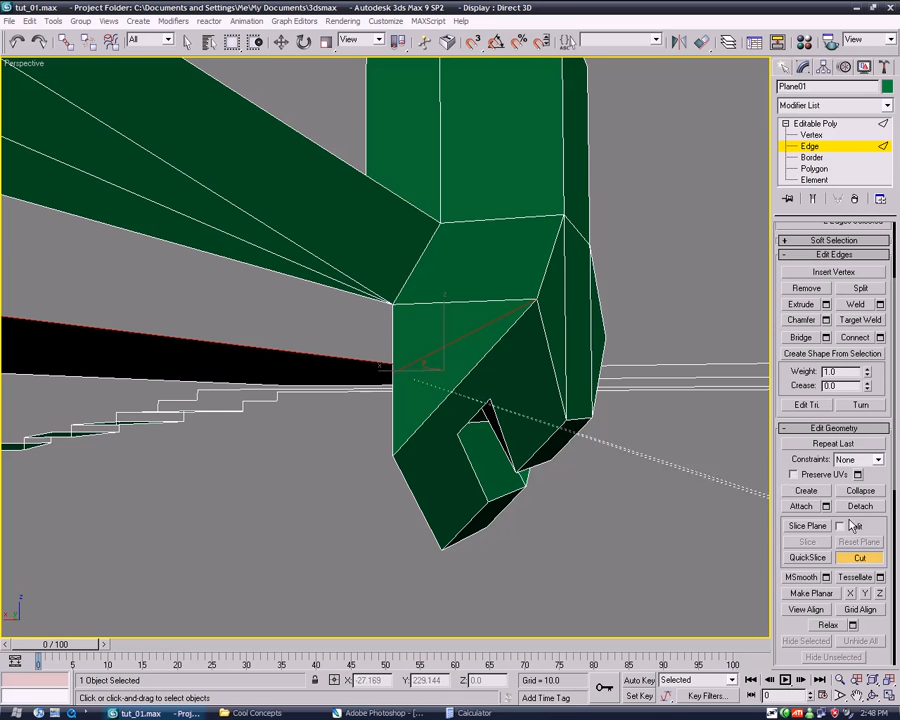 tut_01.max - Project Folder: C:\Documents and Settings\Me\My Documents\3dsmax - Autodesk 3ds Max 9 SP2 - Display : Direct 3D
File Edit Tools Group Views Create Modifiers reactor Animation Graph Editors Rendering Customize MAXScript Help
All View View
Perspective
Plane01
Modifier List
Editable Poly
Vertex
Edge
Border
Polygon
Element
2 Edges Selected
+ Soft Selection
- Edit Edges
Insert Vertex
Remove Split
Extrude Weld
Chamfer Target Weld
Bridge Connect
Create Shape From Selection
Weight: 1.0
Crease: 0.0
Edit Tri. Turn
- Edit Geometry
Repeat Last
Constraints: None
Preserve UVs
Create Collapse
Attach Detach
Slice Plane
Slice Reset Plane
QuickSlice Cut
MSmooth Tessellate
Make Planar X Y Z
View Align Grid Align
Relax
Hide Selected Unhide All
Hide Unselected
z
x
z
0 / 100
0 5 10 15 20 25 30 35 40 45 50 55 60 65 70 75 80 85 90 95 100
1 Object Selected X: -27.169 Y: 229.144 Z: 0.0 Grid = 10.0 Auto Key Selected
Click or click-and-drag to select objects Add Time Tag Set Key Key Filters... 0
start tut_01.max - Proj... Cool Concepts Adobe Photoshop - [... Calculator 2:48 PM